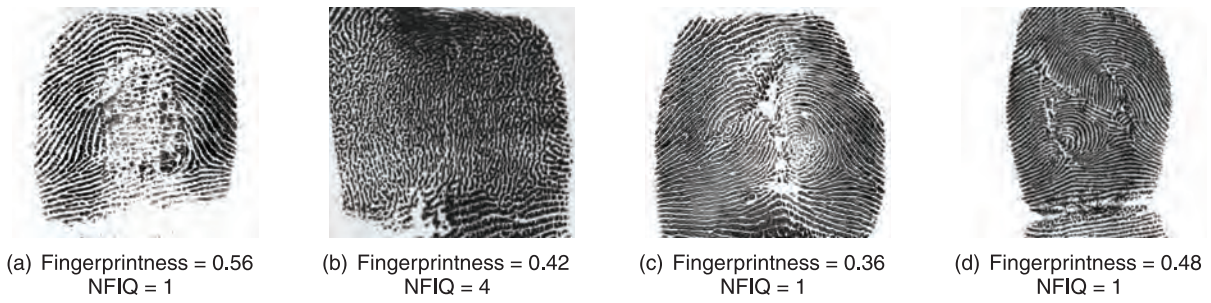 (a) Fingerprintness = 0.56
NFIQ = 1
(b) Fingerprintness = 0.42
NFIQ = 4
(c) Fingerprintness = 0.36
NFIQ = 1
(d) Fingerprintness = 0.48
NFIQ = 1